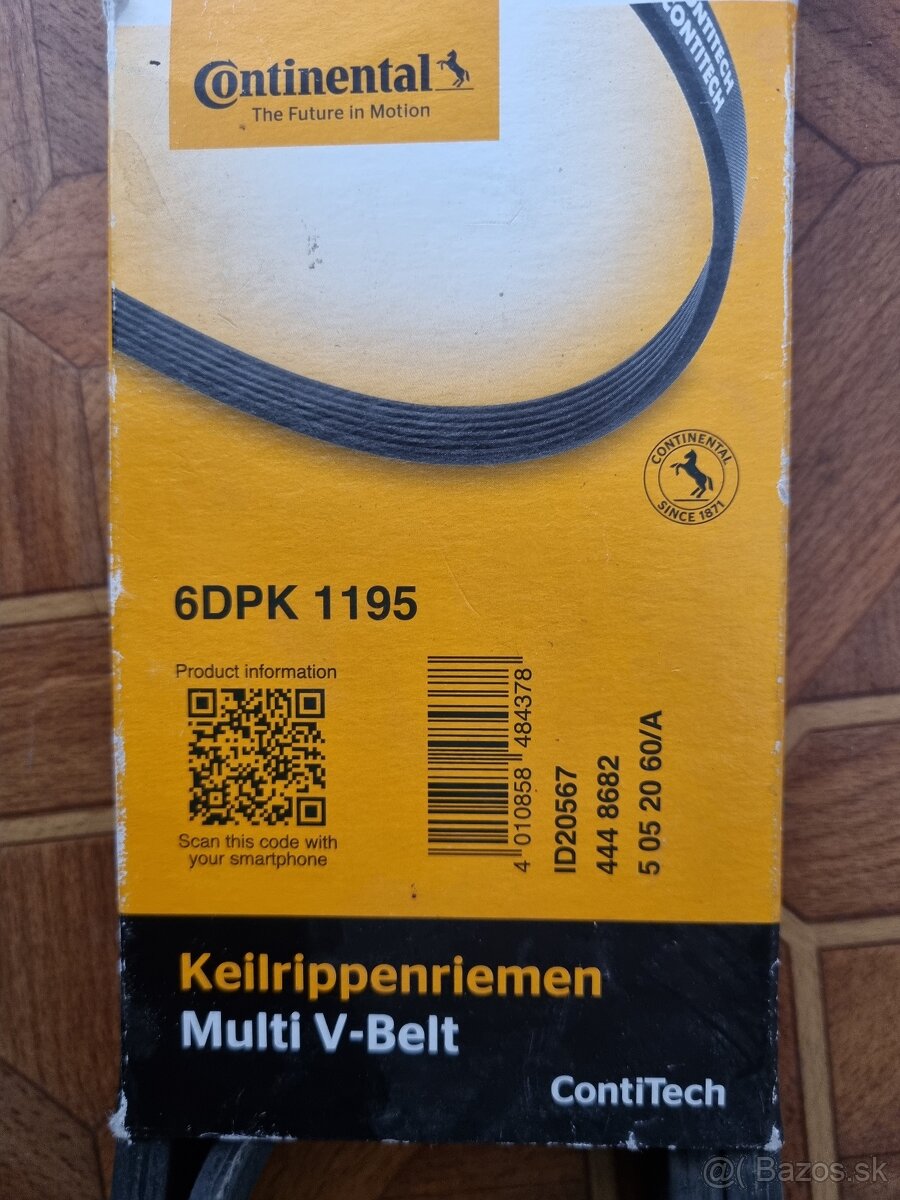 CONTITECH
CONTITECH
Continental
The Future in Motion
CONTINENTAL
SINCE 1871
6DPK 1195
Product information
Scan this code with
your smartphone
4 010858 484378
ID20567
444 8682
5 05 20 60/A
Keilrippenriemen
Multi V-Belt
ContiTech
@( Bazos.sk